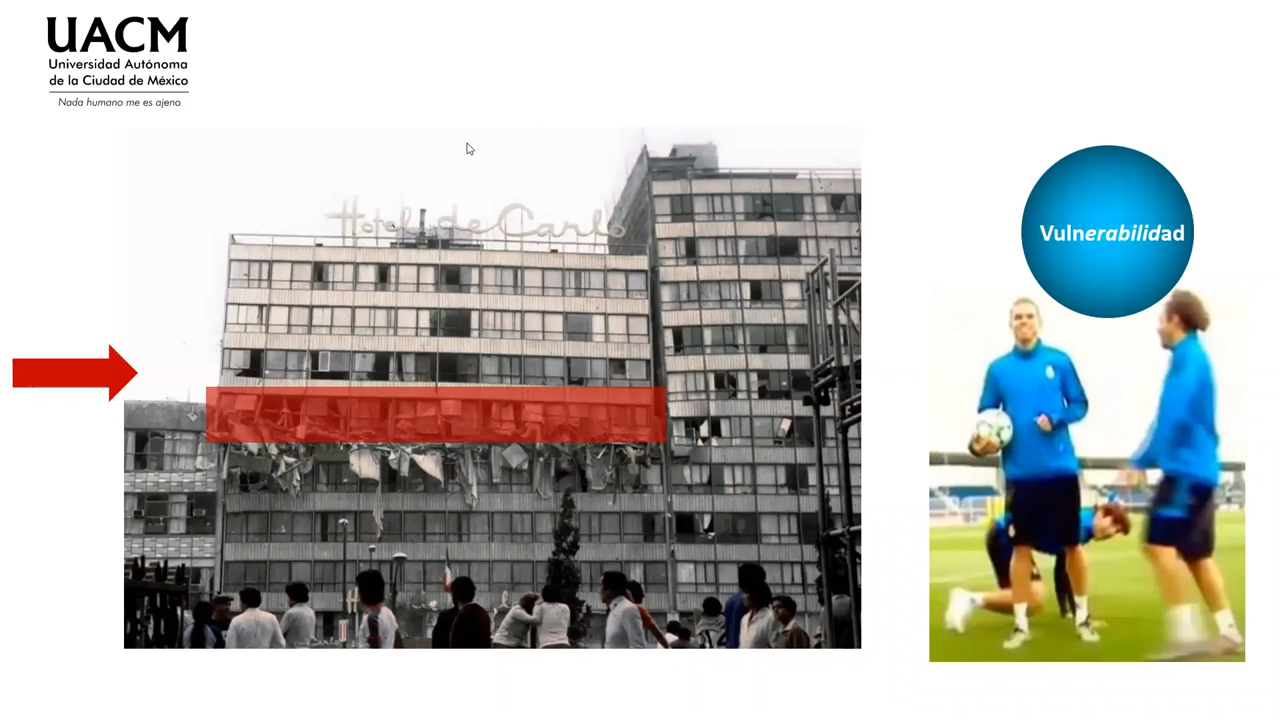 UACM
Universidad Autónoma
de la Ciudad de México
Nada humano me es ajeno
Hotel de Carlo
Vulnerabilidad